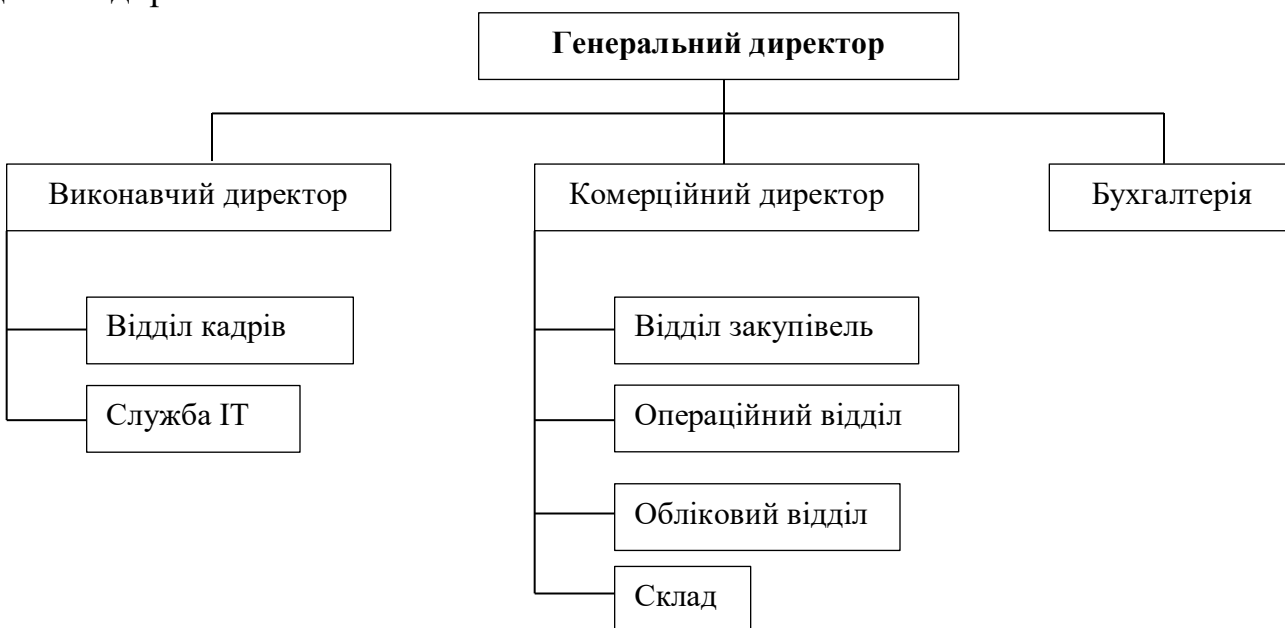 Генеральний директор
Виконавчий директор
Комерційний директор
Бухгалтерія
Відділ кадрів
Служба ІТ
Відділ закупівель
Операційний відділ
Обліковий відділ
Склад